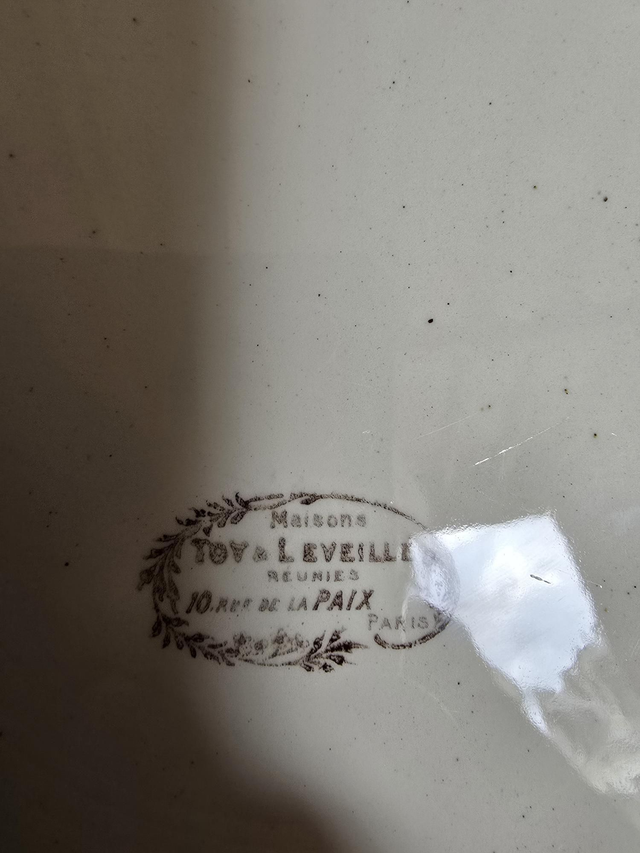 Maisons
TOY & LEVEILLE
REUNIES
10, RUE DE LA PAIX
PARIS